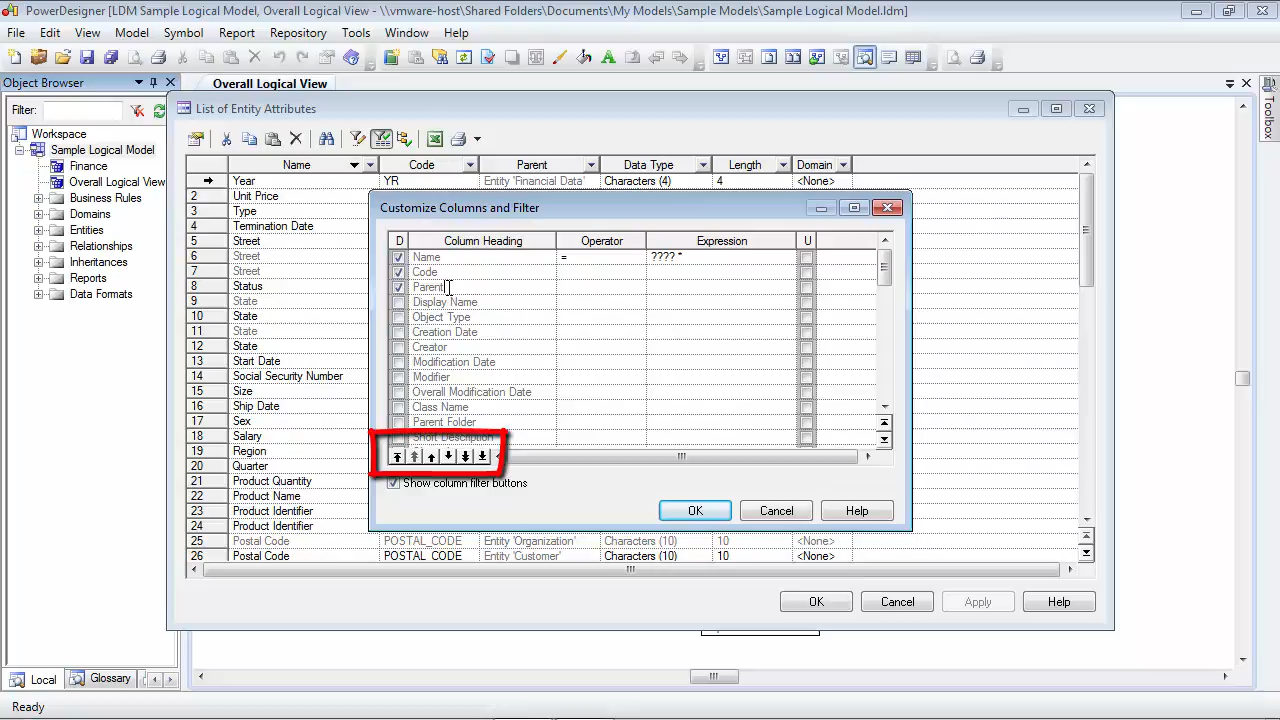 PowerDesigner [LDM Sample Logical Model, Overall Logical View - \\vmware-host\Shared Folders\Documents\My Models\Sample Models\Sample Logical Model.ldm]
File Edit View Model Symbol Report Repository Tools Window Help
Object Browser
Overall Logical View
Filter:
Workspace
Sample Logical Model
Finance
Overall Logical View
Business Rules
Domains
Entities
Relationships
Inheritances
Reports
Data Formats
Local Glossary
Toolbox
List of Entity Attributes
Name Code Parent Data Type Length Domain
Year YR Entity 'Financial Data' Characters (4) 4 <None>
2 Unit Price
3 Type
4 Termination Date
5 Street
6 Street
7 Street
8 Status
9 State
10 State
11 State
12 State
13 Start Date
14 Social Security Number
15 Size
16 Ship Date
17 Sex
18 Salary
19 Region
20 Quarter
21 Product Quantity
22 Product Name
23 Product Identifier
24 Product Identifier
25 Postal Code POSTAL_CODE Entity 'Organization' Characters (10) 10 <None>
26 Postal Code POSTAL_CODE Entity 'Customer' Characters (10) 10 <None>
OK Cancel Apply Help
Customize Columns and Filter
D Column Heading Operator Expression U
Name = ???? *
Code
Parent
Display Name
Object Type
Creation Date
Creator
Modification Date
Modifier
Overall Modification Date
Class Name
Parent Folder
Short Description
Show column filter buttons
OK Cancel Help
Ready